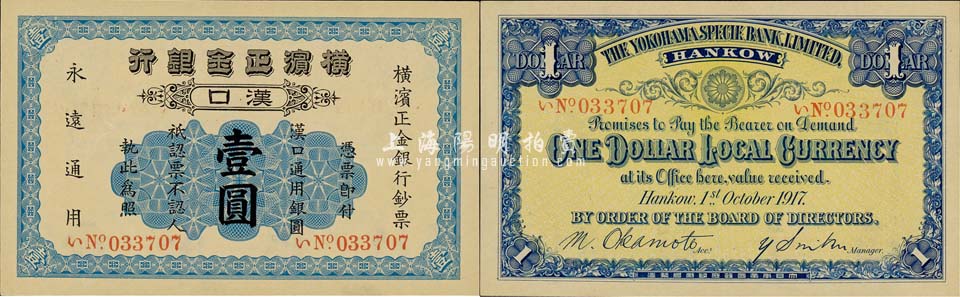 橫濱正金銀行
漢口
橫濱正金銀行鈔票
憑票即付
漢口通用銀圓
壹圓
祇認票不認人
執此為照
永遠通用
い No 033707
い No 033707
壹
壹
壹
壹
上海陽明拍賣
www.yangmingauction.com
THE YOKOHAMA SPECIE BANK, LIMITED.
HANKOW
1 DOLLAR
1 DOLLAR
い No 033707
い No 033707
Promises to Pay the Bearer on Demand
ONE DOLLAR LOCAL CURRENCY
at its Office here, value received.
Hankow, 1st October 1917.
BY ORDER OF THE BOARD OF DIRECTORS.
M. Okamoto
Acct.
Manager.
1
1